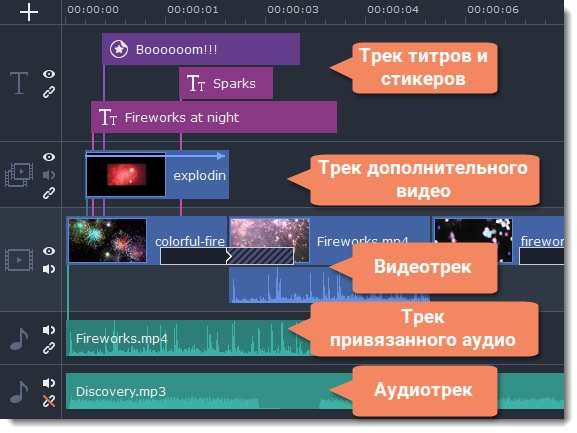 00:00:00
00:00:01
00:00:03
00:00:04
00:00:06
Boooooom!!!
Sparks
Fireworks at night
Трек титров и
стикеров
explodin
Трек дополнительного
видео
colorful-fire
Fireworks.mp4
firewor
Видеотрек
Fireworks.mp4
Трек
привязанного аудио
Discovery.mp3
Аудиотрек